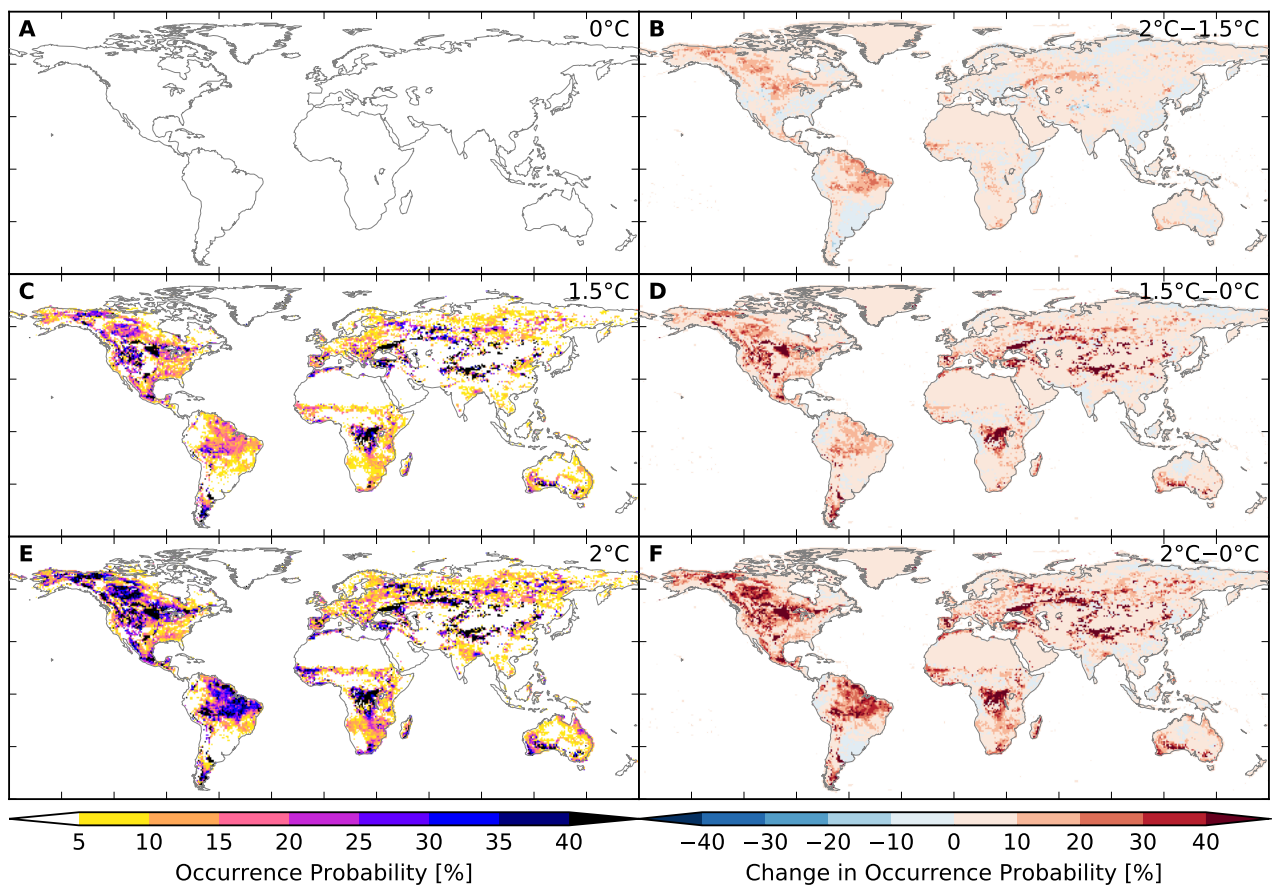 A 0°C
B 2°C−1.5°C
C 1.5°C
D 1.5°C−0°C
E 2°C
F 2°C−0°C
5 10 15 20 25 30 35 40
−40 −30 −20 −10 0 10 20 30 40
Occurrence Probability [%]
Change in Occurrence Probability [%]